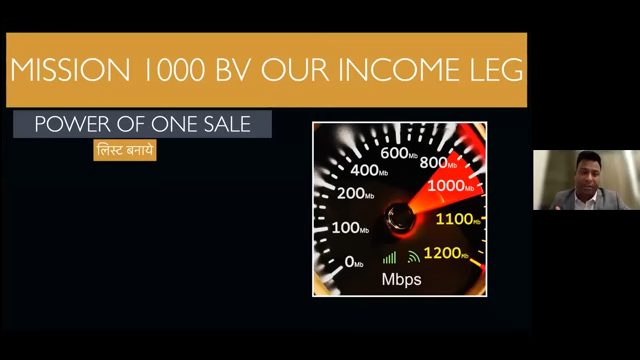 MISSION 1000 BV OUR INCOME LEG
POWER OF ONE SALE
लिस्ट बनाये
600Mb
400Mb
800Mb
200Mb
1000Mb
100Mb
1100Mb
0Mb
1200Mb
Mbps